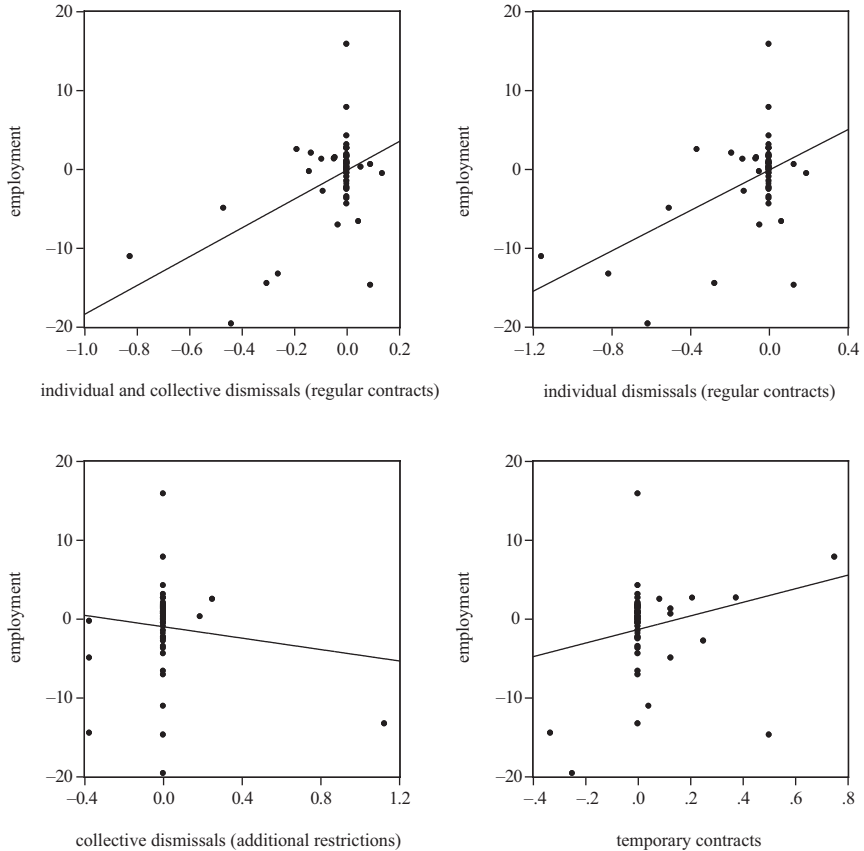 20
10
0
−10
−20
employment
−1.0 −0.8 −0.6 −0.4 −0.2 0.0 0.2
individual and collective dismissals (regular contracts)
20
10
0
−10
−20
employment
−1.2 −0.8 −0.4 0.0 0.4
individual dismissals (regular contracts)
20
10
0
−10
−20
employment
−0.4 0.0 0.4 0.8 1.2
collective dismissals (additional restrictions)
20
10
0
−10
−20
employment
−.4 −.2 .0 .2 .4 .6 .8
temporary contracts